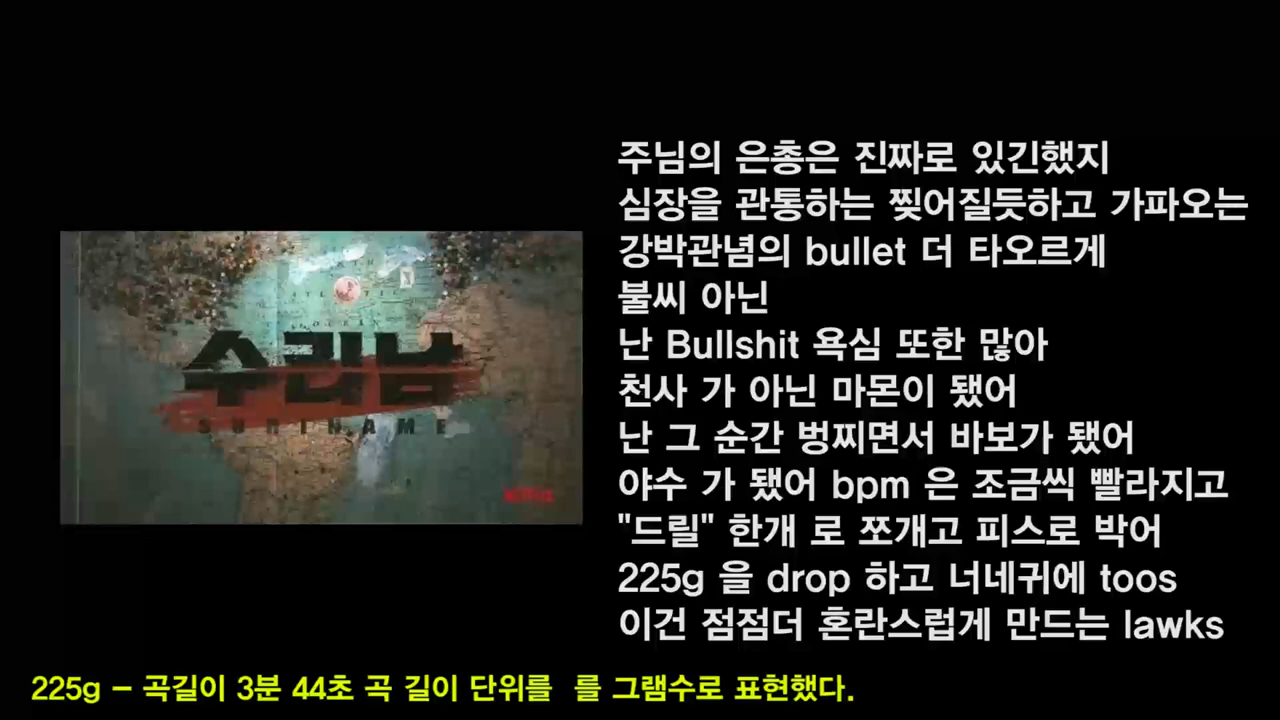 수리남
SURINAME
NETFLIX
주님의 은총은 진짜로 있긴했지
심장을 관통하는 찢어질듯하고 가파오는
강박관념의 bullet 더 타오르게
불씨 아닌
난 Bullshit 욕심 또한 많아
천사 가 아닌 마몬이 됐어
난 그 순간 벙찌면서 바보가 됐어
야수 가 됐어 bpm 은 조금씩 빨라지고
"드릴" 한개 로 쪼개고 피스로 박어
225g 을 drop 하고 너네귀에 toos
이건 점점더 혼란스럽게 만드는 lawks
225g – 곡길이 3분 44초 곡 길이 단위를 를 그램수로 표현했다.